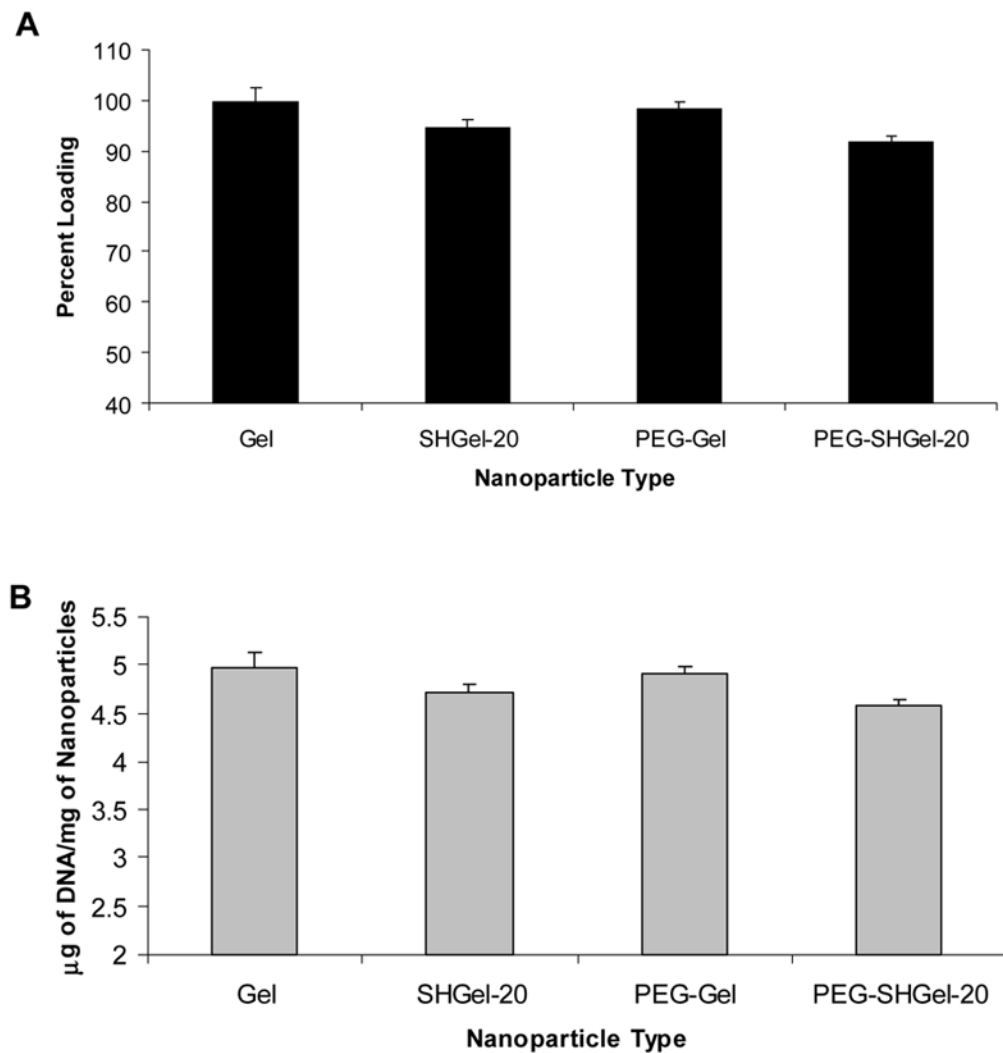 A
110
100
90
80
70
60
50
40
Percent Loading
Gel SHGel-20 PEG-Gel PEG-SHGel-20
Nanoparticle Type
B
5.5
5
4.5
4
3.5
3
2.5
2
µg of DNA/mg of Nanoparticles
Gel SHGel-20 PEG-Gel PEG-SHGel-20
Nanoparticle Type